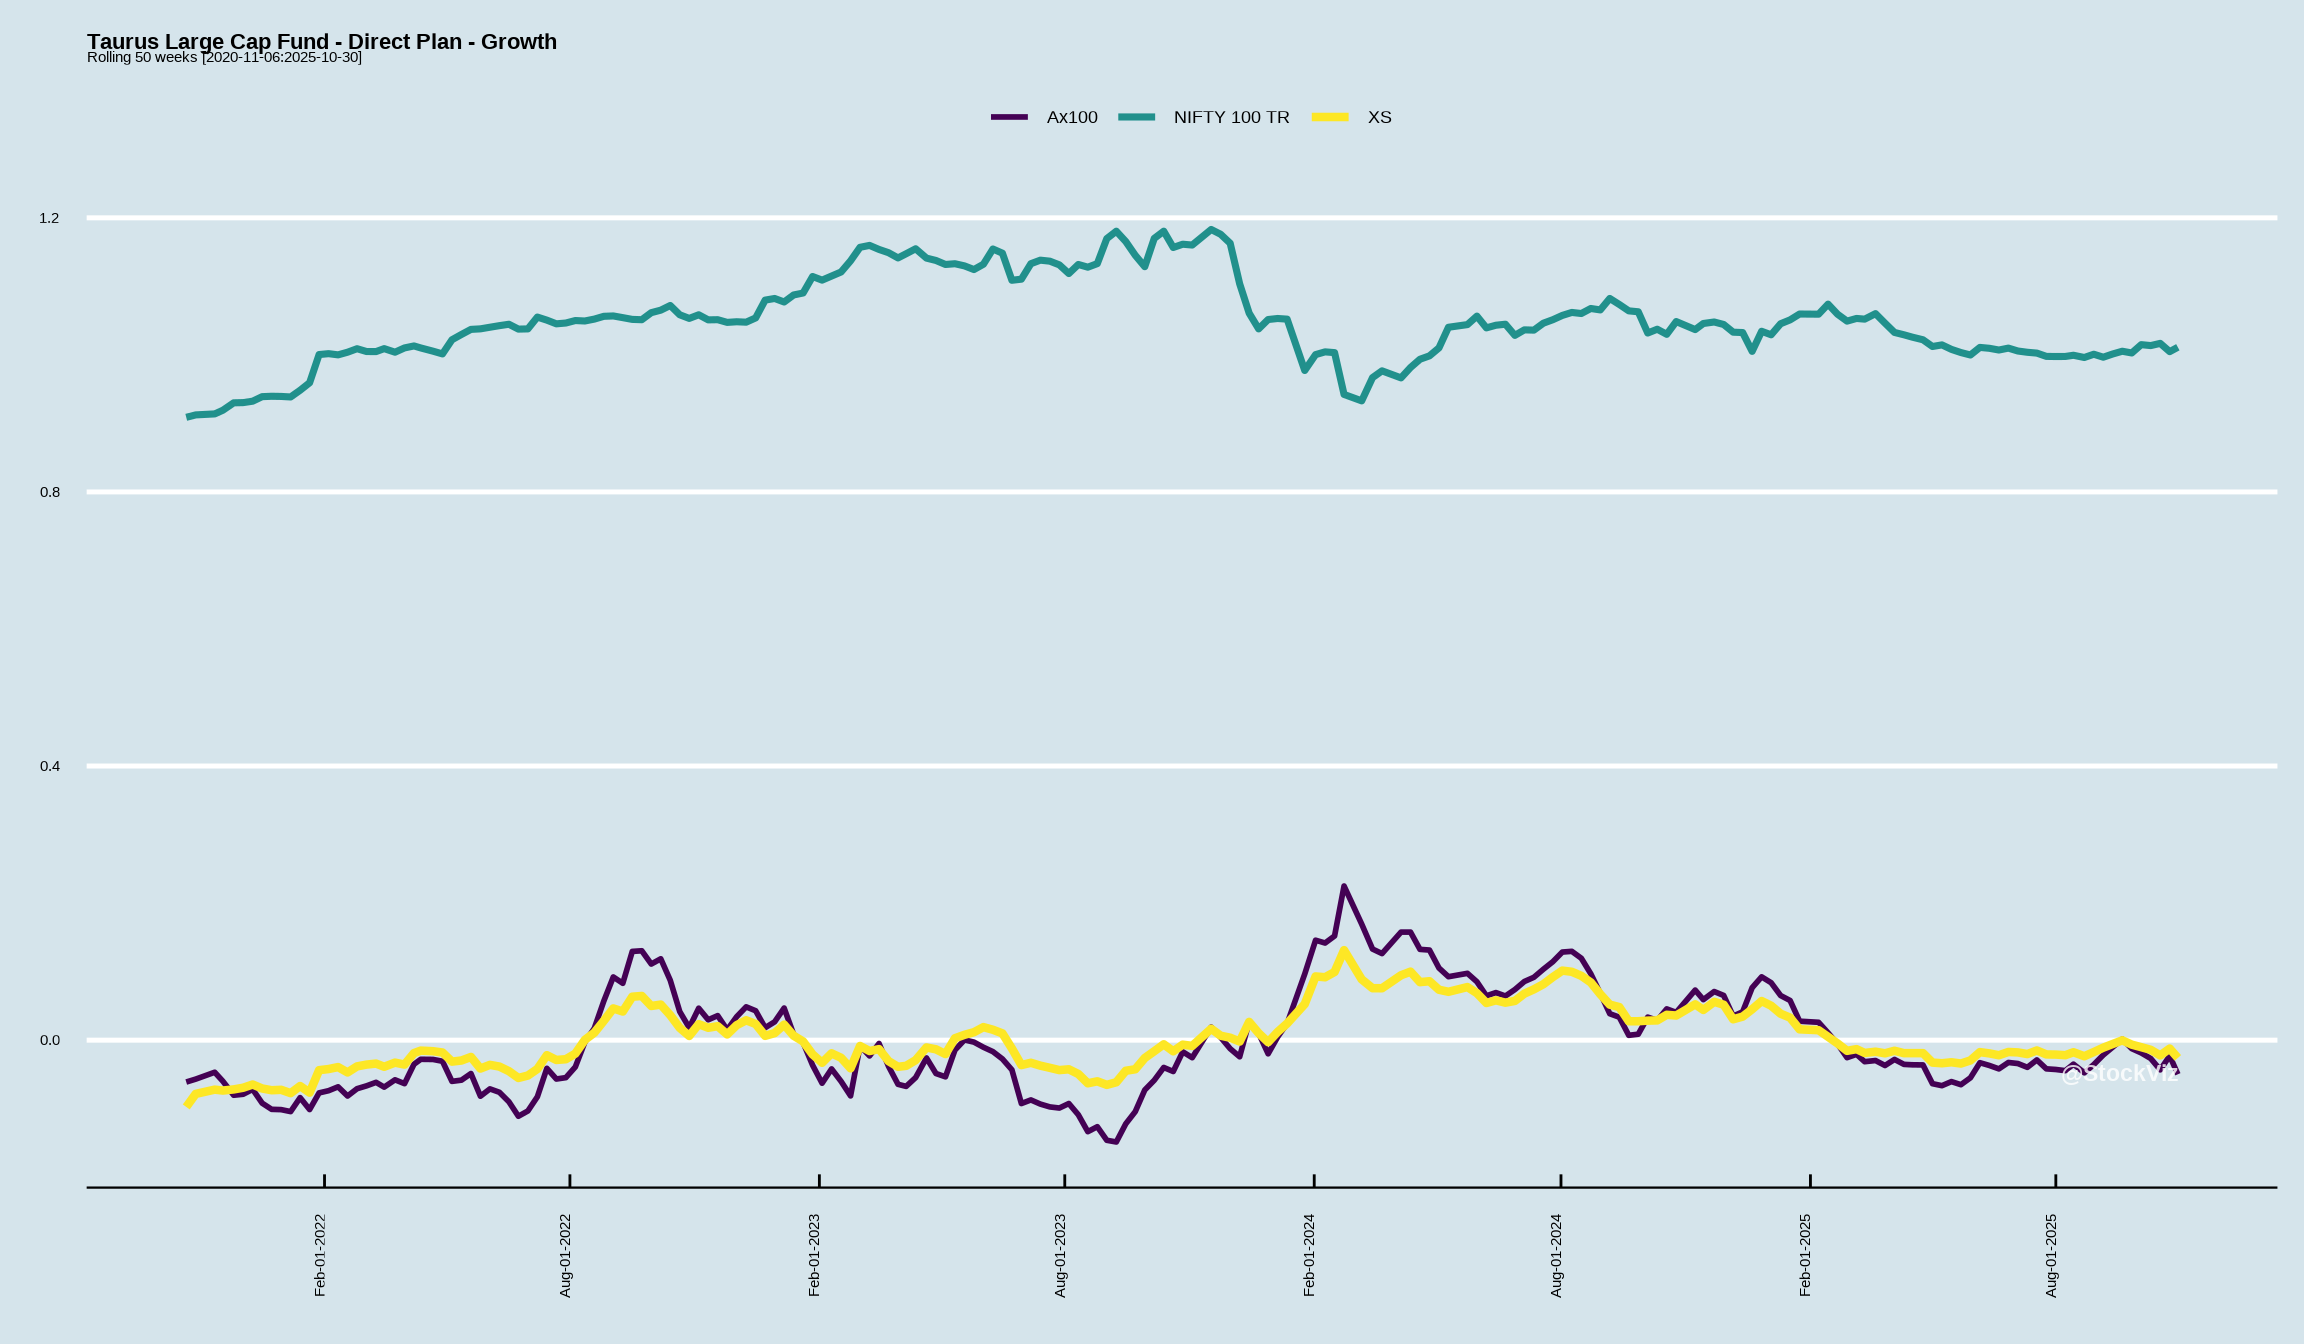 Taurus Large Cap Fund - Direct Plan - Growth
Rolling 50 weeks [2020-11-06:2025-10-30]
Ax100 NIFTY 100 TR XS
1.2
0.8
0.4
0.0
@StockViz
Feb-01-2022
Aug-01-2022
Feb-01-2023
Aug-01-2023
Feb-01-2024
Aug-01-2024
Feb-01-2025
Aug-01-2025